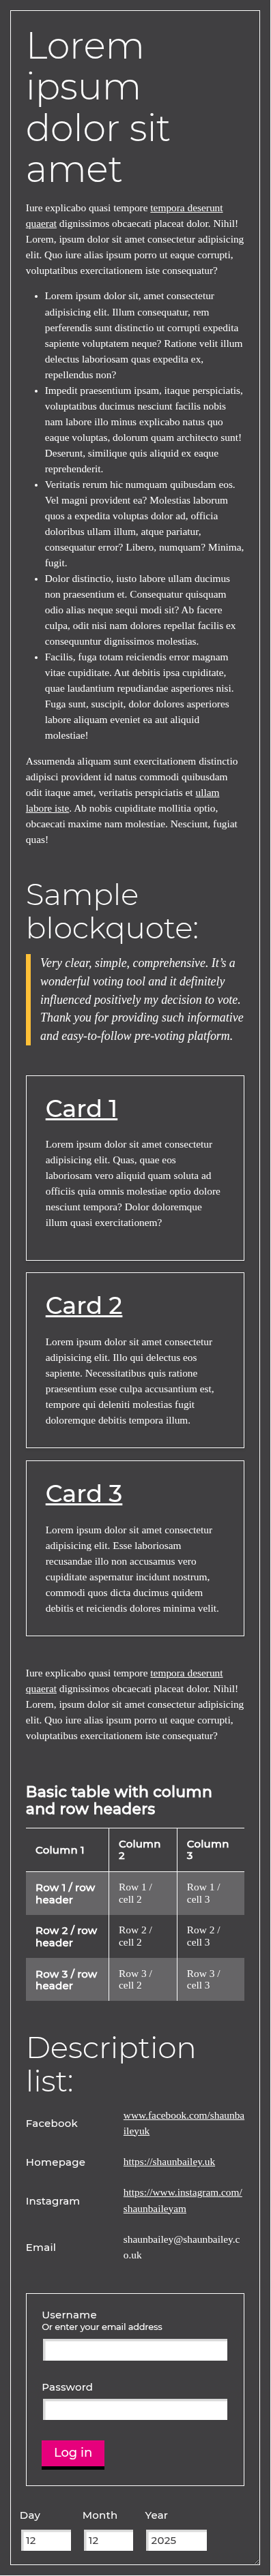 Lorem
ipsum
dolor sit
amet
Iure explicabo quasi tempore tempora deserunt
quaerat dignissimos obcaecati placeat dolor. Nihil!
Lorem, ipsum dolor sit amet consectetur adipisicing
elit. Quo iure alias ipsum porro ut eaque corrupti,
voluptatibus exercitationem iste consequatur?
• Lorem ipsum dolor sit, amet consectetur
adipisicing elit. Illum consequatur, rem
perferendis sunt distinctio ut corrupti expedita
sapiente voluptatem neque? Ratione velit illum
delectus laboriosam quas expedita ex,
repellendus non?
• Impedit praesentium ipsam, itaque perspiciatis,
voluptatibus ducimus nesciunt facilis nobis
nam labore illo minus explicabo natus quo
eaque voluptas, dolorum quam architecto sunt!
Deserunt, similique quis aliquid ex eaque
reprehenderit.
• Veritatis rerum hic numquam quibusdam eos.
Vel magni provident ea? Molestias laborum
quos a expedita voluptas dolor ad, officia
doloribus ullam illum, atque pariatur,
consequatur error? Libero, numquam? Minima,
fugit.
• Dolor distinctio, iusto labore ullam ducimus
non praesentium et. Consequatur quisquam
odio alias neque sequi modi sit? Ab facere
culpa, odit nisi nam dolores repellat facilis ex
consequuntur dignissimos molestias.
• Facilis, fuga totam reiciendis error magnam
vitae cupiditate. Aut debitis ipsa cupiditate,
quae laudantium repudiandae asperiores nisi.
Fuga sunt, suscipit, dolor dolores asperiores
labore aliquam eveniet ea aut aliquid
molestiae!
Assumenda aliquam sunt exercitationem distinctio
adipisci provident id natus commodi quibusdam
odit itaque amet, veritatis perspiciatis et ullam
labore iste. Ab nobis cupiditate mollitia optio,
obcaecati maxime nam molestiae. Nesciunt, fugiat
quas!
Sample
blockquote:
Very clear, simple, comprehensive. It’s a
wonderful voting tool and it definitely
influenced positively my decision to vote.
Thank you for providing such informative
and easy-to-follow pre-voting platform.
Card 1
Lorem ipsum dolor sit amet consectetur
adipisicing elit. Quas, quae eos
laboriosam vero aliquid quam soluta ad
officiis quia omnis molestiae optio dolore
nesciunt tempora? Dolor doloremque
illum quasi exercitationem?
Card 2
Lorem ipsum dolor sit amet consectetur
adipisicing elit. Illo qui delectus eos
sapiente. Necessitatibus quis ratione
praesentium esse culpa accusantium est,
tempore qui deleniti molestias fugit
doloremque debitis tempora illum.
Card 3
Lorem ipsum dolor sit amet consectetur
adipisicing elit. Esse laboriosam
recusandae illo non accusamus vero
cupiditate aspernatur incidunt nostrum,
commodi quos dicta ducimus quidem
debitis et reiciendis dolores minima velit.
Iure explicabo quasi tempore tempora deserunt
quaerat dignissimos obcaecati placeat dolor. Nihil!
Lorem, ipsum dolor sit amet consectetur adipisicing
elit. Quo iure alias ipsum porro ut eaque corrupti,
voluptatibus exercitationem iste consequatur?
Basic table with column
and row headers
Column 1 Column 2 Column 3
Row 1 / row header Row 1 / cell 2 Row 1 / cell 3
Row 2 / row header Row 2 / cell 2 Row 2 / cell 3
Row 3 / row header Row 3 / cell 2 Row 3 / cell 3
Description
list:
Facebook www.facebook.com/shaunbaileyuk
Homepage https://shaunbailey.uk
Instagram https://www.instagram.com/shaunbaileyam
Email shaunbailey@shaunbailey.co.uk
Username
Or enter your email address
Password
Log in
Day Month Year
12 12 2025